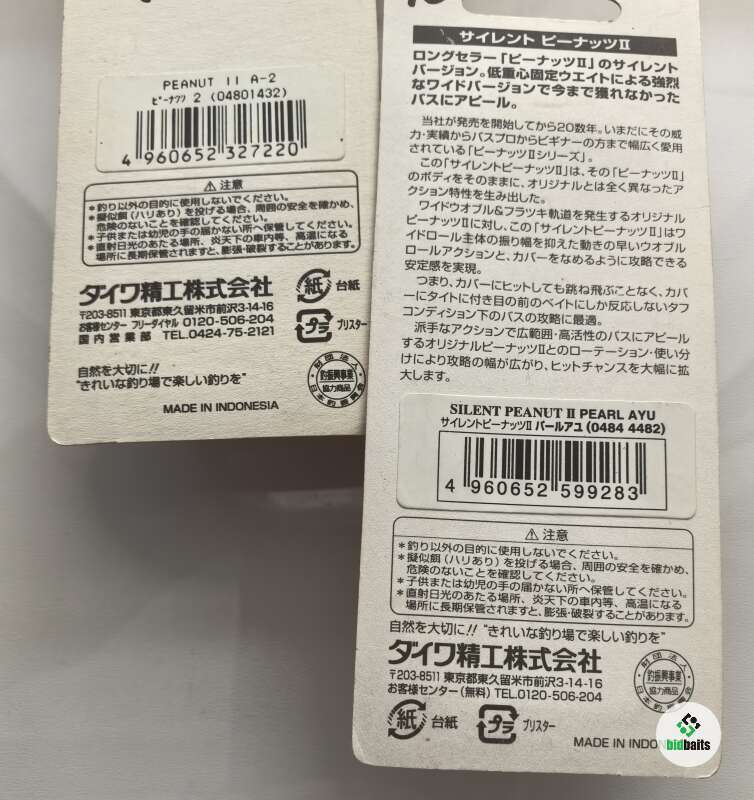 PEANUT II A-2
ピーナツツ 2 (04801432)
4 960652 327220
⚠注意
*釣り以外の目的に使用しないでください。
*擬似餌(ハリあり)を投げる場合、周囲の安全を確かめ、
危険のないことを確認してください。
*子供または幼児の手の届かない所へ保管してください。
*直射日光のあたる場所、炎天下の車内等、高温になる
場所に長期保管されますと、膨張・破裂することがあります。
ダイワ精工株式会社
〒203-8511 東京都東久留米市前沢3-14-16
お客様センター フリーダイヤル 0120-506-204
国内営業部 TEL.0424-75-2121
紙 台紙
プラ ブリスター
自然を大切に!!
"きれいな釣り場で楽しい釣りを"
財団法人
釣振興事業
協力商品
日本釣振興会
MADE IN INDONESIA
サイレント ピーナッツII
ロングセラー「ピーナッツII」のサイレント
バージョン。低重心固定ウエイトによる強烈
なワイドバージョンで今まで獲れなかった
バスにアピール。
当社が発売を開始してから20数年。いまだにその威
力・実績からバスプロからビギナーの方まで幅広く愛用
されている「ピーナッツIIシリーズ」。
この「サイレントピーナッツII」は、その「ピーナッツII」
のボディをそのままに、オリジナルとは全く異なったア
クション特性を生み出した。
ワイドウオブル&フラツキ軌道を発生するオリジナル
ピーナッツIIに対し、この「サイレントピーナッツII」はワ
イドロール主体の振り幅を抑えた動きの早いウオブル
ロールアクションと、カバーをなめるように攻略できる
安定感を実現。
つまり、カバーにヒットしても跳ね飛ぶことなく、カバ
ーにタイトに付き目の前のベイトにしか反応しないタフ
コンディション下のバスの攻略に最適。
派手なアクションで広範囲・高活性のバスにアピール
するオリジナルピーナッツIIとのローテーション・使い分
けにより攻略の幅が広がり、ヒットチャンスを大幅に拡
大します。
SILENT PEANUT II PEARL AYU
サイレントピーナッツII パールアユ (0484 4482)
4 960652 599283
⚠注意
*釣り以外の目的に使用しないでください。
*擬似餌(ハリあり)を投げる場合、周囲の安全を確かめ、
危険のないことを確認してください。
*子供または幼児の手の届かない所へ保管してください。
*直射日光のあたる場所、炎天下の車内等、高温になる
場所に長期保管されますと、膨張・破裂することがあります。
自然を大切に!! "きれいな釣り場で楽しい釣りを"
ダイワ精工株式会社
〒203-8511 東京都東久留米市前沢3-14-16
お客様センター(無料) TEL.0120-506-204
紙 台紙 プラ ブリスター
財団法人
釣振興事業
協力商品
日本釣振興会
MADE IN INDO
bidbaits